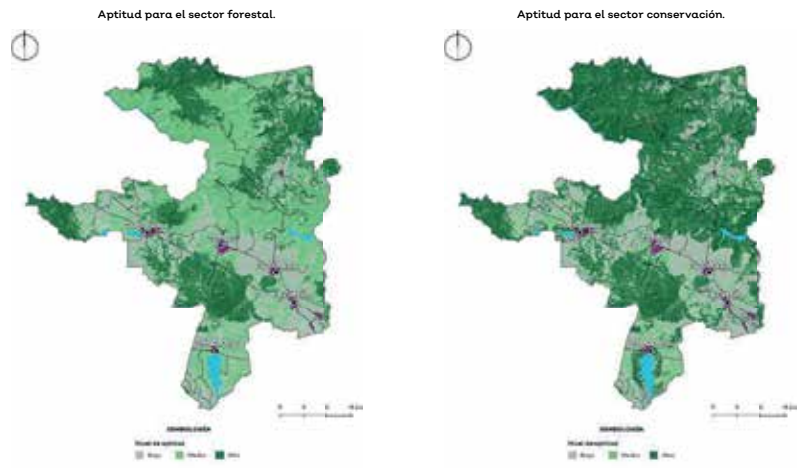 Aptitud para el sector forestal.
Aptitud para el sector conservación.
SIMBOLOGÍA
Nivel de aptitud
Bajo Medio Alto
SIMBOLOGÍA
Nivel de aptitud
Bajo Medio Alto